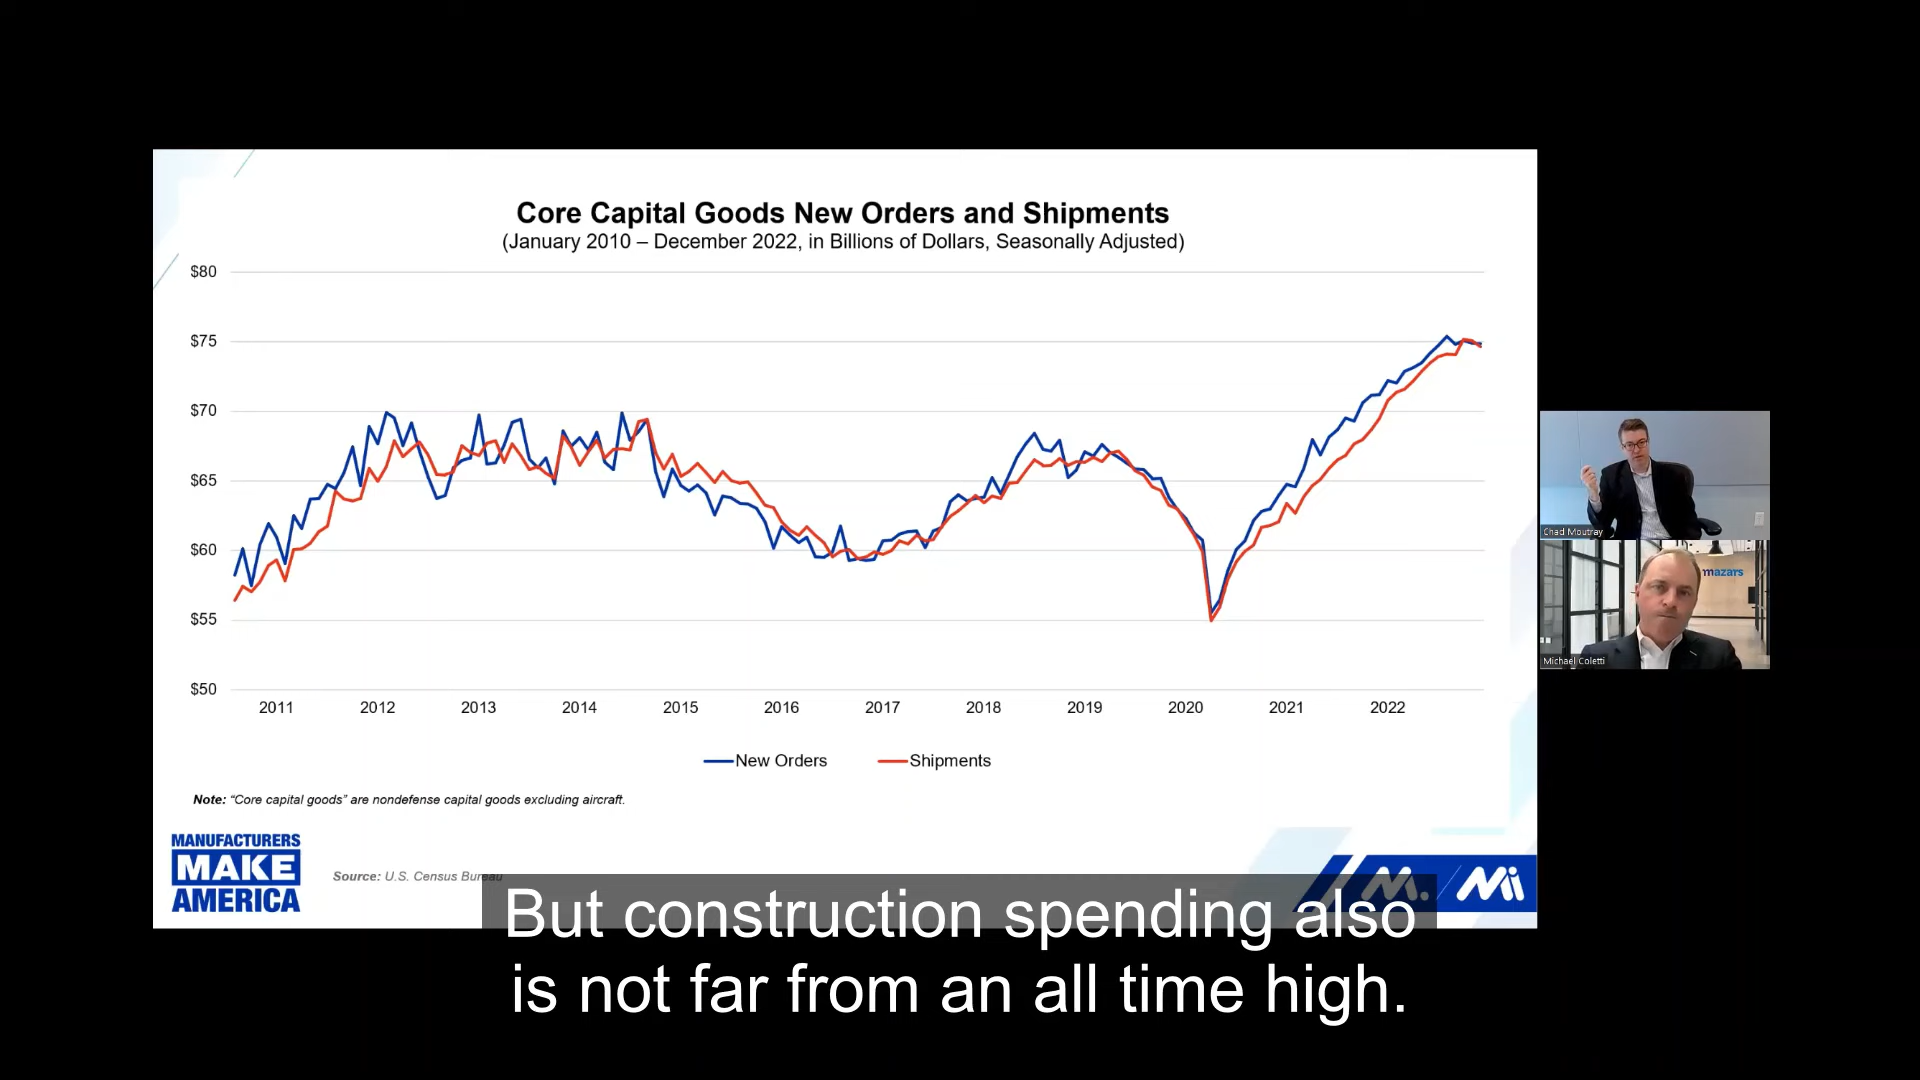 Core Capital Goods New Orders and Shipments
(January 2010 – December 2022, in Billions of Dollars, Seasonally Adjusted)
$80
$75
$70
$65
$60
$55
$50
2011 2012 2013 2014 2015 2016 2017 2018 2019 2020 2021 2022
New Orders Shipments
Note: “Core capital goods” are nondefense capital goods excluding aircraft.
MANUFACTURERS
MAKE
AMERICA
Source: U.S. Census Bureau
M. Mi
Chad Moutray
mazars
Michael Coletti
But construction spending also
is not far from an all time high.